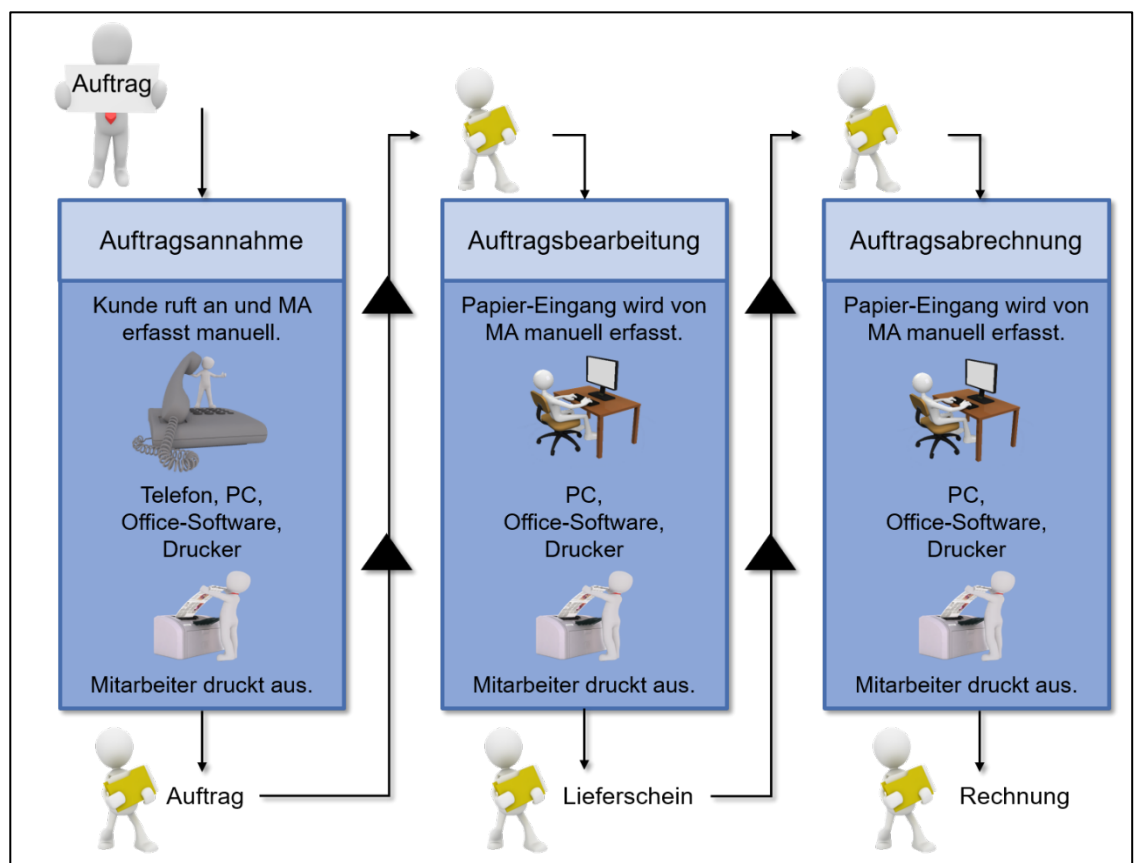 Auftrag
Auftragsannahme
Kunde ruft an und MA
erfasst manuell.
Telefon, PC,
Office-Software,
Drucker
Mitarbeiter druckt aus.
Auftrag
Auftragsbearbeitung
Papier-Eingang wird von
MA manuell erfasst.
PC,
Office-Software,
Drucker
Mitarbeiter druckt aus.
Lieferschein
Auftragsabrechnung
Papier-Eingang wird von
MA manuell erfasst.
PC,
Office-Software,
Drucker
Mitarbeiter druckt aus.
Rechnung